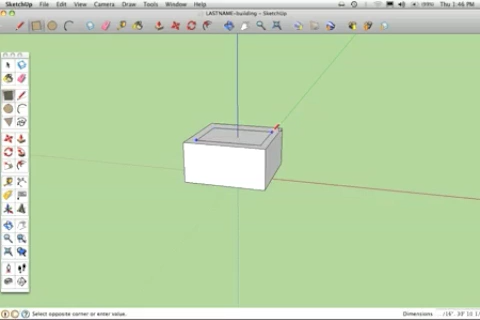 SketchUp File Edit View Camera Draw Tools Window Help Thu 1:46 PM
LASTNAME-building – SketchUp
Select opposite corner or enter value.
Dimensions